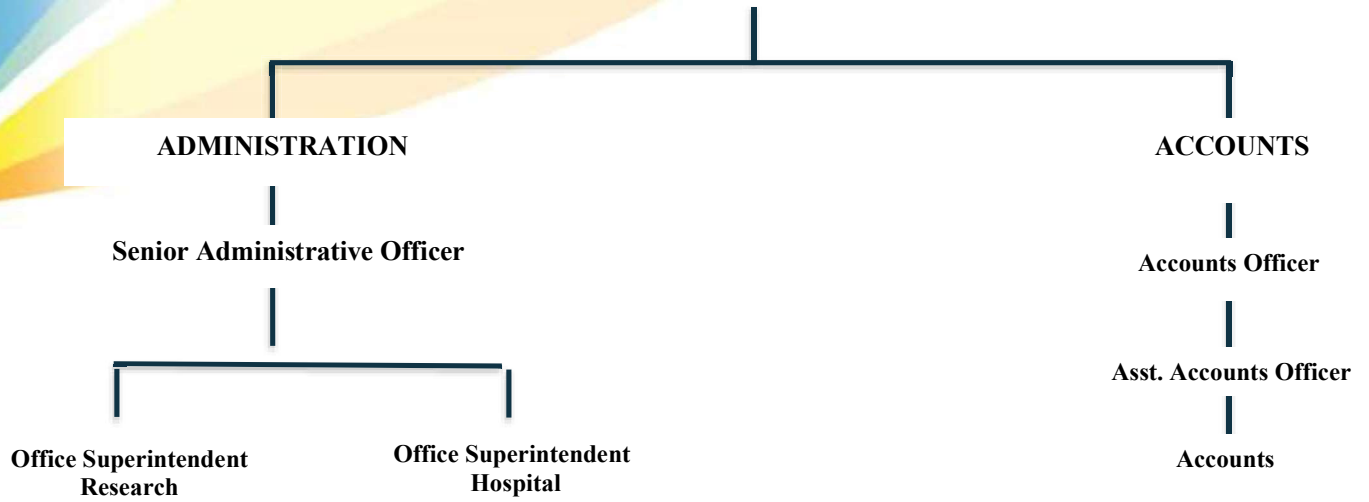 ADMINISTRATION
ACCOUNTS
Senior Administrative Officer
Accounts Officer
Asst. Accounts Officer
Office Superintendent
Research
Office Superintendent
Hospital
Accounts